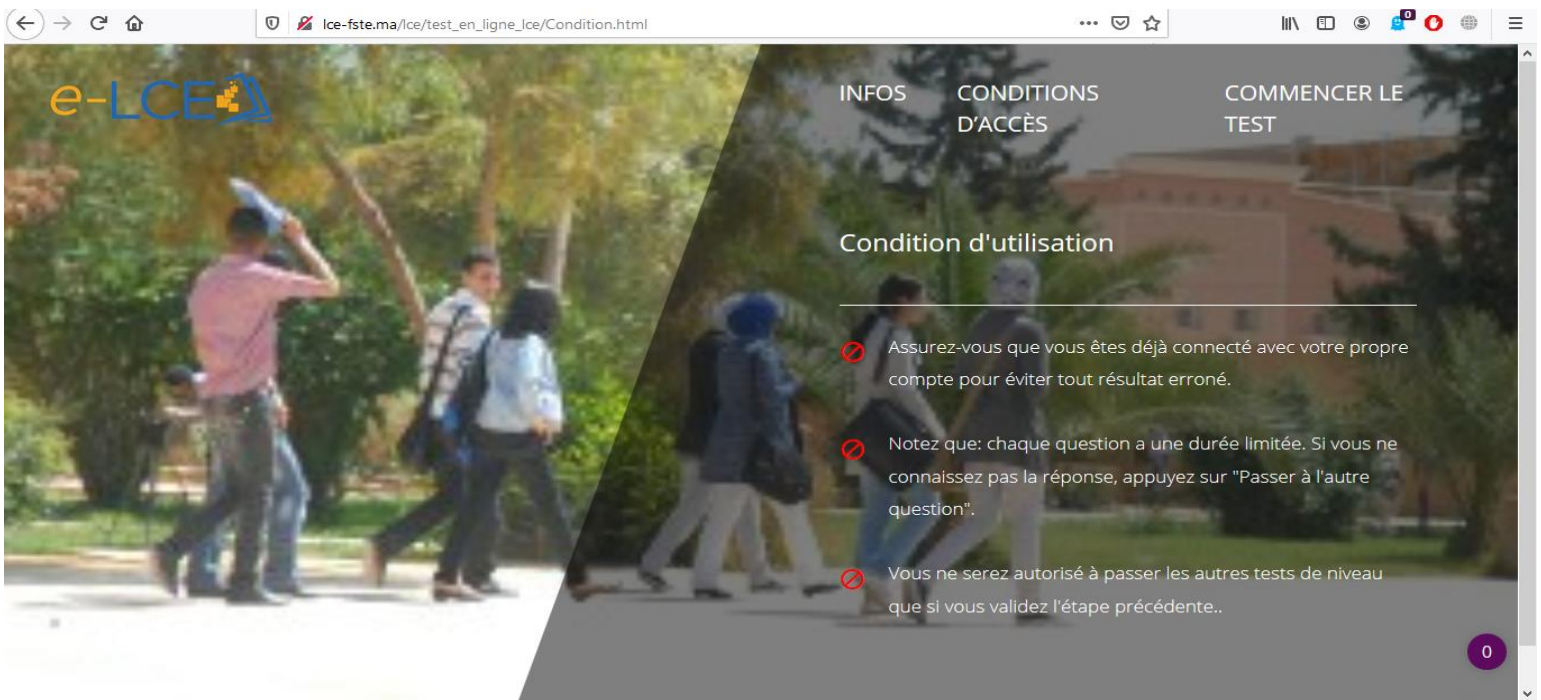 lce-fste.ma/lce/test_en_ligne_lce/Condition.html
0
e-LCE
INFOS
CONDITIONS
D'ACCÈS
COMMENCER LE
TEST
Condition d'utilisation
Assurez-vous que vous êtes déjà connecté avec votre propre
compte pour éviter tout résultat erroné.
Notez que: chaque question a une durée limitée. Si vous ne
connaissez pas la réponse, appuyez sur "Passer à l'autre
question".
Vous ne serez autorisé à passer les autres tests de niveau
que si vous validez l'étape précédente..
0